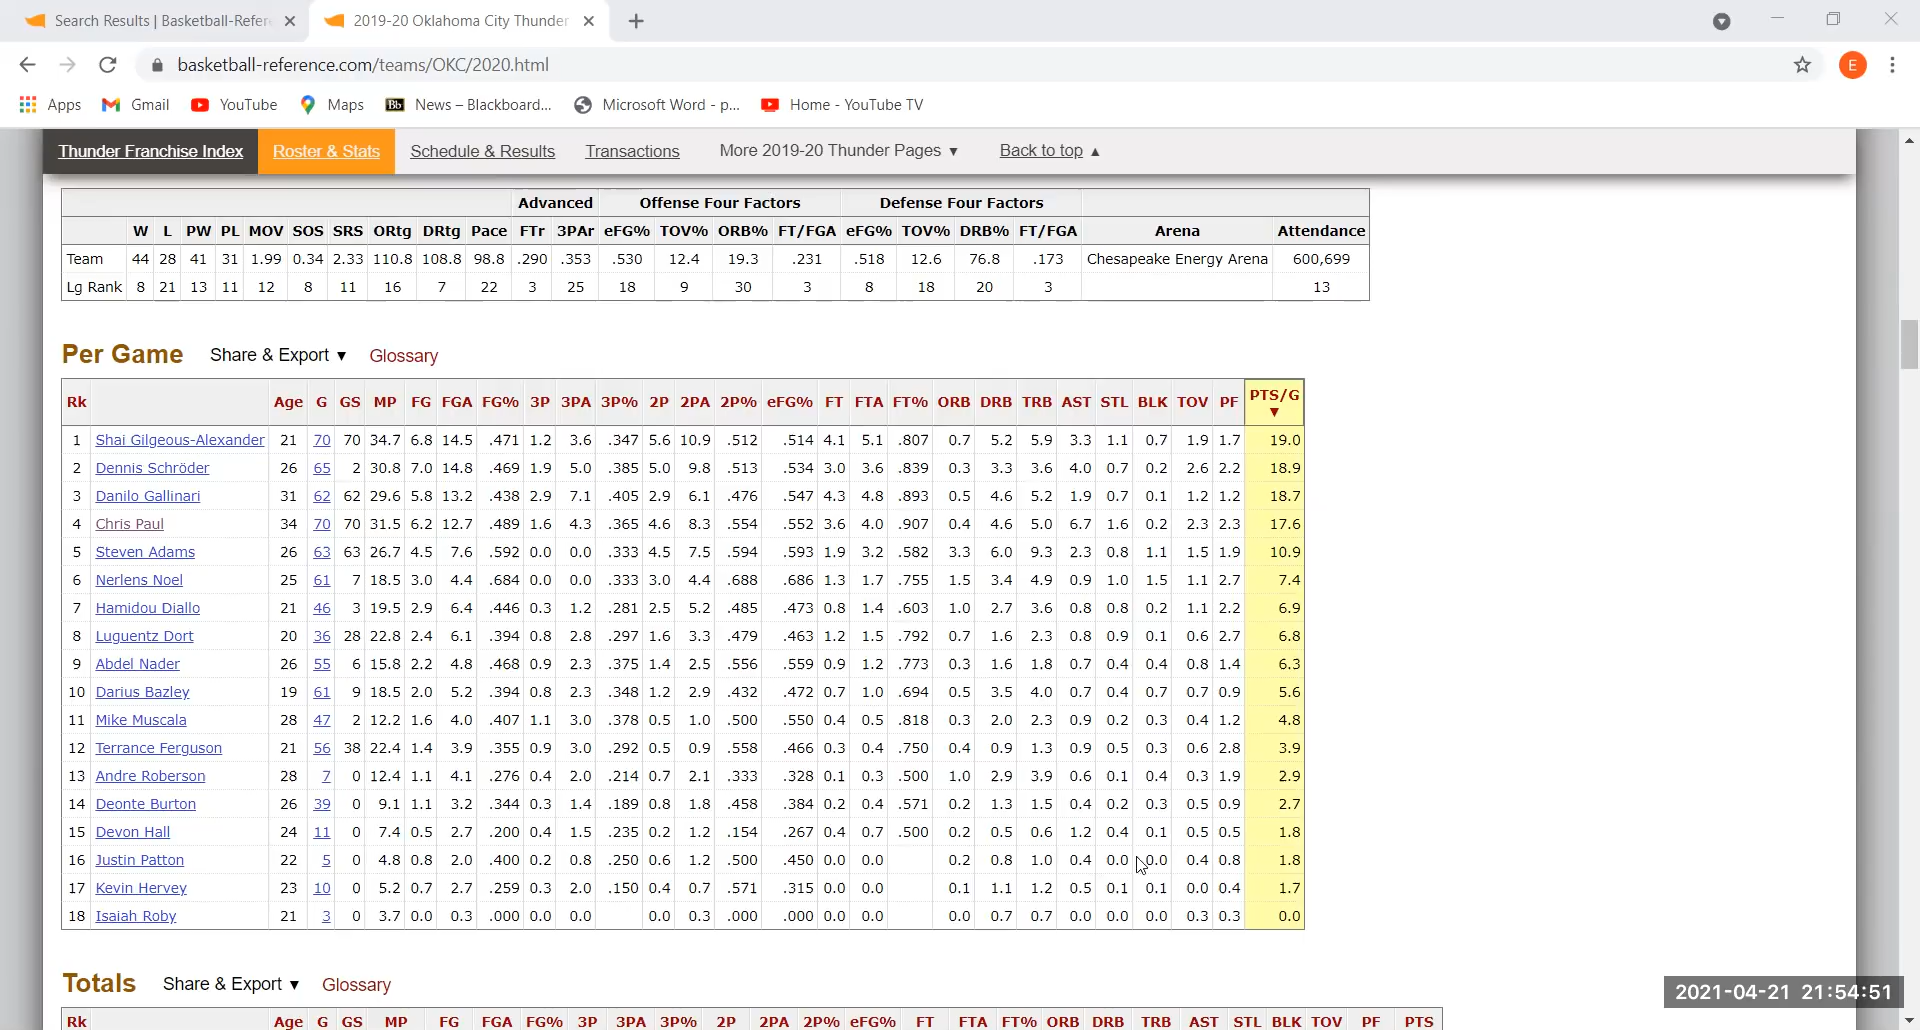 Search Results | Basketball-Refer
2019-20 Oklahoma City Thunder
basketball-reference.com/teams/OKC/2020.html
E
Apps Gmail YouTube Maps Bb News – Blackboard... Microsoft Word - p... Home - YouTube TV
Thunder Franchise Index Roster & Stats Schedule & Results Transactions More 2019-20 Thunder Pages ▼ Back to top ▲
Advanced Offense Four Factors Defense Four Factors
W L PW PL MOV SOS SRS ORtg DRtg Pace FTr 3PAr eFG% TOV% ORB% FT/FGA eFG% TOV% DRB% FT/FGA Arena Attendance
Team 44 28 41 31 1.99 0.34 2.33 110.8 108.8 98.8 .290 .353 .530 12.4 19.3 .231 .518 12.6 76.8 .173 Chesapeake Energy Arena 600,699
Lg Rank 8 21 13 11 12 8 11 16 7 22 3 25 18 9 30 3 8 18 20 3 13
Per Game Share & Export ▼ Glossary
Rk Age G GS MP FG FGA FG% 3P 3PA 3P% 2P 2PA 2P% eFG% FT FTA FT% ORB DRB TRB AST STL BLK TOV PF PTS/G ▼
1 Shai Gilgeous-Alexander 21 70 70 34.7 6.8 14.5 .471 1.2 3.6 .347 5.6 10.9 .512 .514 4.1 5.1 .807 0.7 5.2 5.9 3.3 1.1 0.7 1.9 1.7 19.0
2 Dennis Schröder 26 65 2 30.8 7.0 14.8 .469 1.9 5.0 .385 5.0 9.8 .513 .534 3.0 3.6 .839 0.3 3.3 3.6 4.0 0.7 0.2 2.6 2.2 18.9
3 Danilo Gallinari 31 62 62 29.6 5.8 13.2 .438 2.9 7.1 .405 2.9 6.1 .476 .547 4.3 4.8 .893 0.5 4.6 5.2 1.9 0.7 0.1 1.2 1.2 18.7
4 Chris Paul 34 70 70 31.5 6.2 12.7 .489 1.6 4.3 .365 4.6 8.3 .554 .552 3.6 4.0 .907 0.4 4.6 5.0 6.7 1.6 0.2 2.3 2.3 17.6
5 Steven Adams 26 63 63 26.7 4.5 7.6 .592 0.0 0.0 .333 4.5 7.5 .594 .593 1.9 3.2 .582 3.3 6.0 9.3 2.3 0.8 1.1 1.5 1.9 10.9
6 Nerlens Noel 25 61 7 18.5 3.0 4.4 .684 0.0 0.0 .333 3.0 4.4 .688 .686 1.3 1.7 .755 1.5 3.4 4.9 0.9 1.0 1.5 1.1 2.7 7.4
7 Hamidou Diallo 21 46 3 19.5 2.9 6.4 .446 0.3 1.2 .281 2.5 5.2 .485 .473 0.8 1.4 .603 1.0 2.7 3.6 0.8 0.8 0.2 1.1 2.2 6.9
8 Luguentz Dort 20 36 28 22.8 2.4 6.1 .394 0.8 2.8 .297 1.6 3.3 .479 .463 1.2 1.5 .792 0.7 1.6 2.3 0.8 0.9 0.1 0.6 2.7 6.8
9 Abdel Nader 26 55 6 15.8 2.2 4.8 .468 0.9 2.3 .375 1.4 2.5 .556 .559 0.9 1.2 .773 0.3 1.6 1.8 0.7 0.4 0.4 0.8 1.4 6.3
10 Darius Bazley 19 61 9 18.5 2.0 5.2 .394 0.8 2.3 .348 1.2 2.9 .432 .472 0.7 1.0 .694 0.5 3.5 4.0 0.7 0.4 0.7 0.7 0.9 5.6
11 Mike Muscala 28 47 2 12.2 1.6 4.0 .407 1.1 3.0 .378 0.5 1.0 .500 .550 0.4 0.5 .818 0.3 2.0 2.3 0.9 0.2 0.3 0.4 1.2 4.8
12 Terrance Ferguson 21 56 38 22.4 1.4 3.9 .355 0.9 3.0 .292 0.5 0.9 .558 .466 0.3 0.4 .750 0.4 0.9 1.3 0.9 0.5 0.3 0.6 2.8 3.9
13 Andre Roberson 28 7 0 12.4 1.1 4.1 .276 0.4 2.0 .214 0.7 2.1 .333 .328 0.1 0.3 .500 1.0 2.9 3.9 0.6 0.1 0.4 0.3 1.9 2.9
14 Deonte Burton 26 39 0 9.1 1.1 3.2 .344 0.3 1.4 .189 0.8 1.8 .458 .384 0.2 0.4 .571 0.2 1.3 1.5 0.4 0.2 0.3 0.5 0.9 2.7
15 Devon Hall 24 11 0 7.4 0.5 2.7 .200 0.4 1.5 .235 0.2 1.2 .154 .267 0.4 0.7 .500 0.2 0.5 0.6 1.2 0.4 0.1 0.5 0.5 1.8
16 Justin Patton 22 5 0 4.8 0.8 2.0 .400 0.2 0.8 .250 0.6 1.2 .500 .450 0.0 0.0 0.2 0.8 1.0 0.4 0.0 0.0 0.4 0.8 1.8
17 Kevin Hervey 23 10 0 5.2 0.7 2.7 .259 0.3 2.0 .150 0.4 0.7 .571 .315 0.0 0.0 0.1 1.1 1.2 0.5 0.1 0.1 0.0 0.4 1.7
18 Isaiah Roby 21 3 0 3.7 0.0 0.3 .000 0.0 0.0 0.0 0.3 .000 .000 0.0 0.0 0.0 0.7 0.7 0.0 0.0 0.0 0.3 0.3 0.0
Totals Share & Export ▼ Glossary
2021-04-21 21:54:51
Rk Age G GS MP FG FGA FG% 3P 3PA 3P% 2P 2PA 2P% eFG% FT FTA FT% ORB DRB TRB AST STL BLK TOV PF PTS